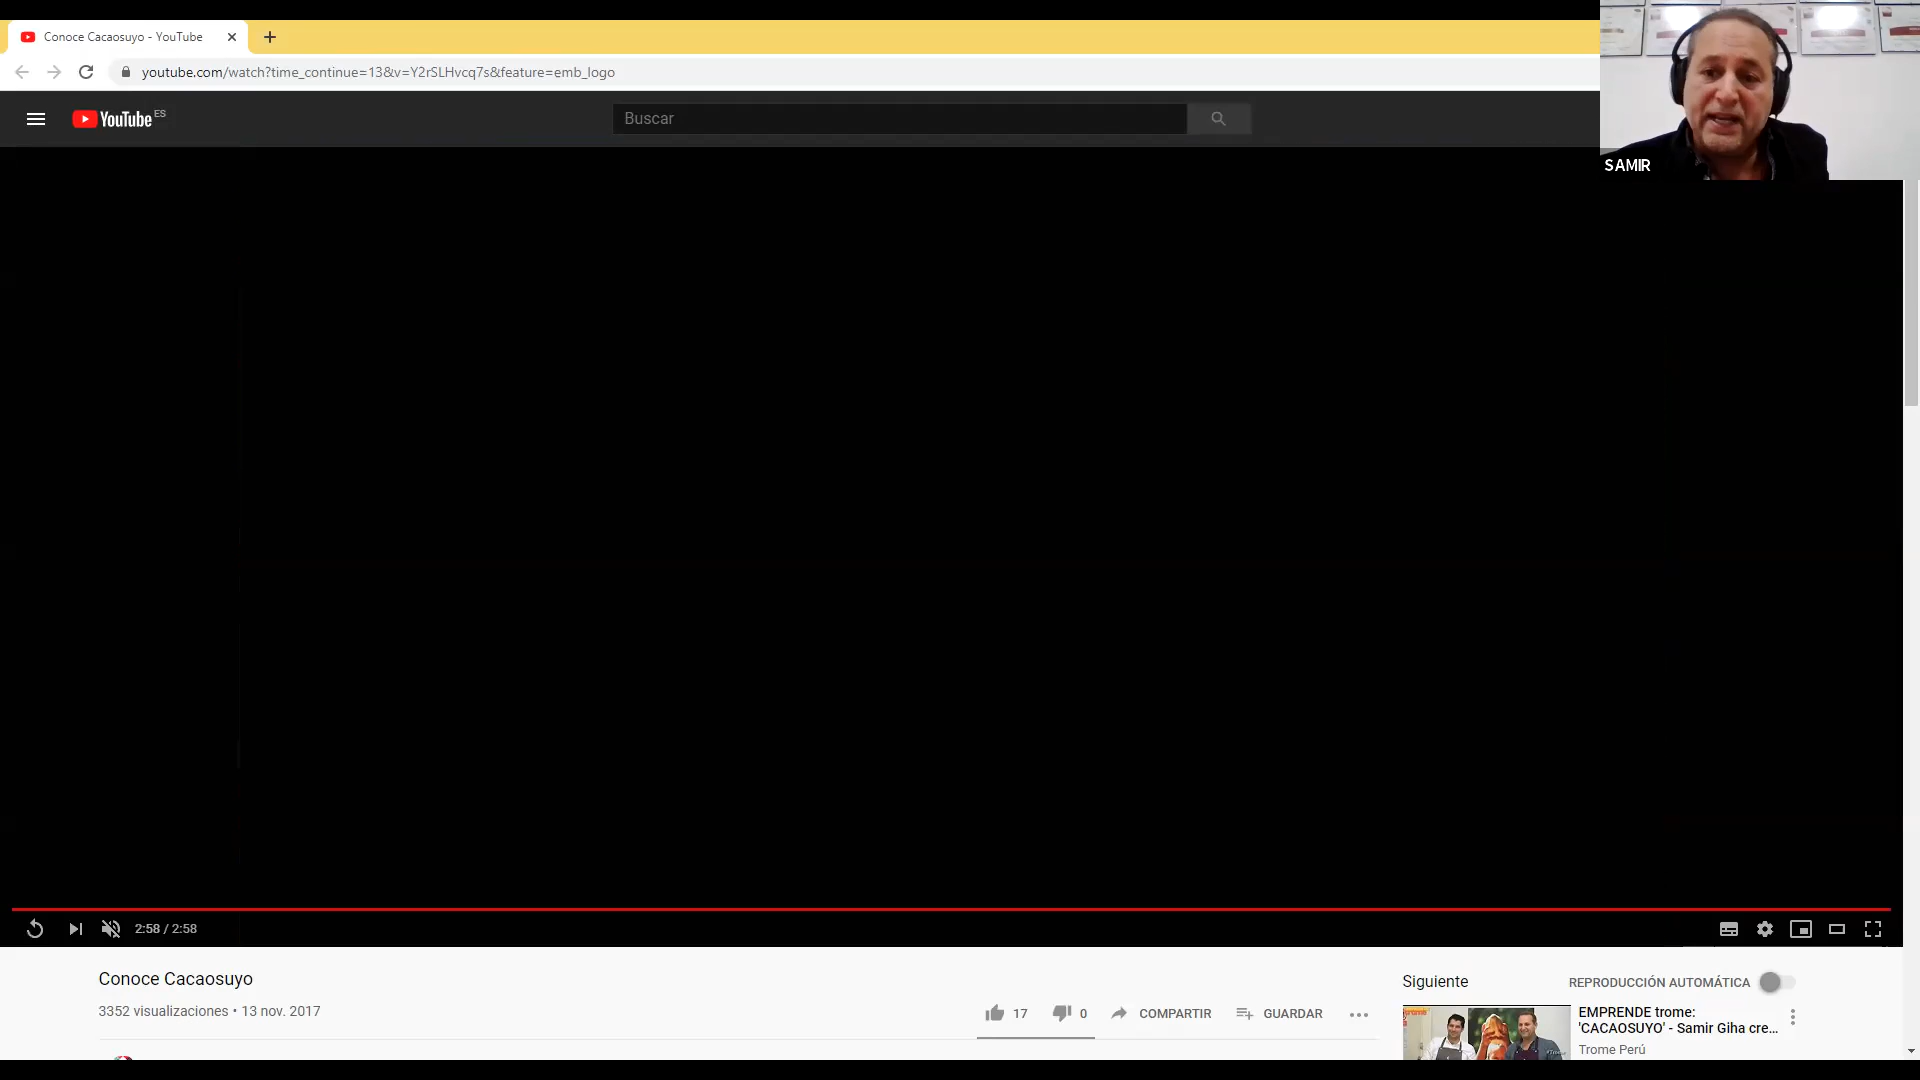 Conoce Cacaosuyo - YouTube
youtube.com/watch?time_continue=13&v=Y2rSLHvcq7s&feature=emb_logo
YouTube ES
Buscar
SAMIR
2:58 / 2:58
Conoce Cacaosuyo
3352 visualizaciones • 13 nov. 2017
17
0
COMPARTIR
GUARDAR
Siguiente
REPRODUCCIÓN AUTOMÁTICA
EMPRENDE trome:
'CACAOSUYO' - Samir Giha cre...
Trome Perú